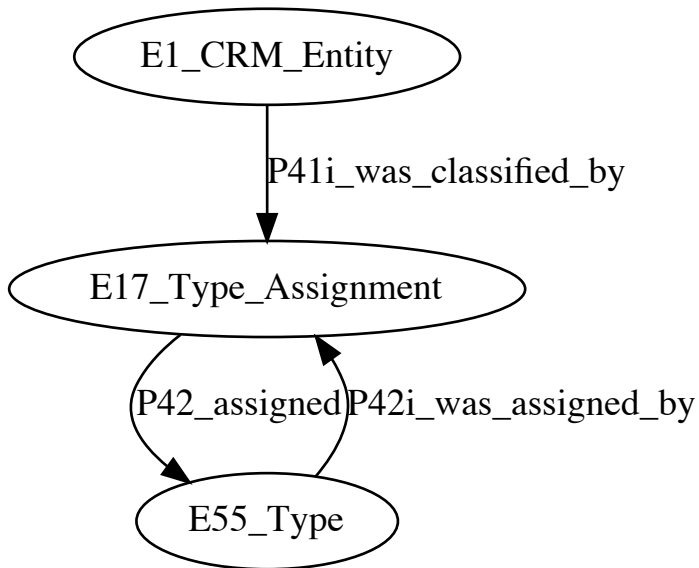 E1_CRM_Entity
P41i_was_classified_by
E17_Type_Assignment
P42_assigned
P42i_was_assigned_by
E55_Type